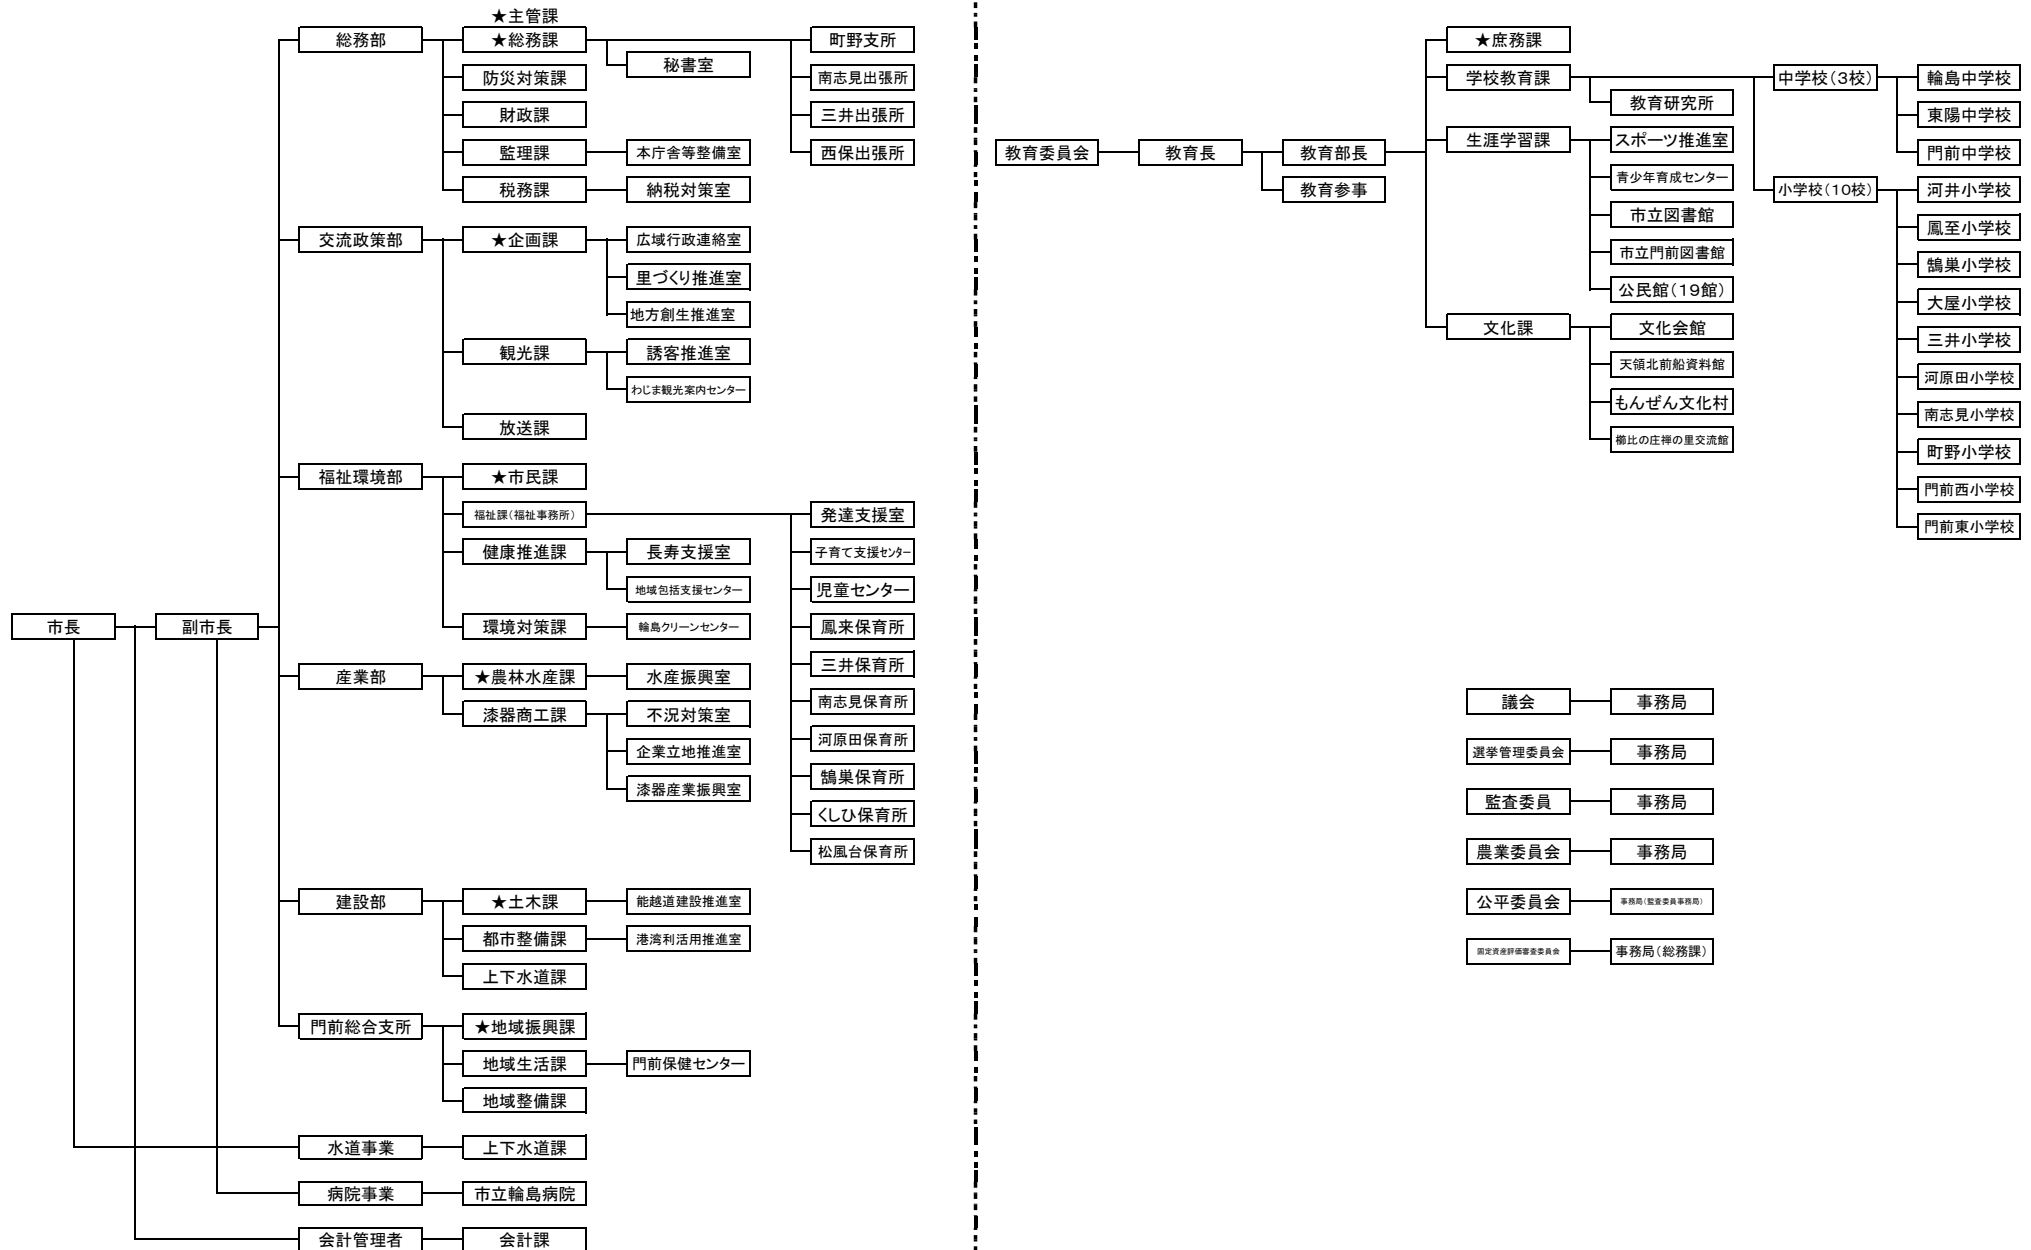 ★主管課
総務部
★総務課
町野支所
秘書室
防災対策課
南志見出張所
財政課
三井出張所
監理課
本庁舎等整備室
西保出張所
税務課
納税対策室
交流政策部
★企画課
広域行政連絡室
里づくり推進室
地方創生推進室
観光課
誘客推進室
わじま観光案内センター
放送課
福祉環境部
★市民課
福祉課(福祉事務所)
発達支援室
健康推進課
長寿支援室
子育て支援センター
地域包括支援センター
児童センター
市長
副市長
環境対策課
輪島クリーンセンター
鳳来保育所
三井保育所
産業部
★農林水産課
水産振興室
南志見保育所
漆器商工課
不況対策室
河原田保育所
企業立地推進室
鵠巣保育所
漆器産業振興室
くしひ保育所
松風台保育所
建設部
★土木課
能越道建設推進室
都市整備課
港湾利活用推進室
上下水道課
門前総合支所
★地域振興課
地域生活課
門前保健センター
地域整備課
水道事業
上下水道課
病院事業
市立輪島病院
会計管理者
会計課
★庶務課
学校教育課
中学校(3校)
輪島中学校
教育研究所
東陽中学校
教育委員会
教育長
教育部長
生涯学習課
スポーツ推進室
門前中学校
教育参事
青少年育成センター
小学校(10校)
河井小学校
市立図書館
鳳至小学校
市立門前図書館
鵠巣小学校
公民館(19館)
大屋小学校
文化課
文化会館
三井小学校
天領北前船資料館
河原田小学校
もんぜん文化村
南志見小学校
櫛比の庄禅の里交流館
町野小学校
門前西小学校
門前東小学校
議会
事務局
選挙管理委員会
事務局
監査委員
事務局
農業委員会
事務局
公平委員会
事務局(監査委員事務局)
固定資産評価審査委員会
事務局(総務課)